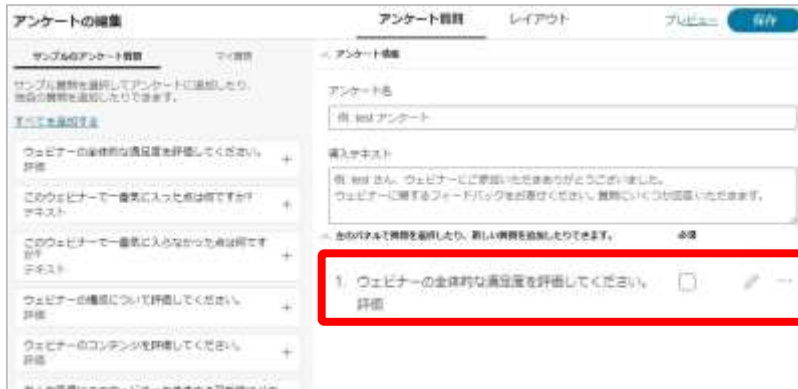 アンケートの編集
アンケート質問
レイアウト
プレビュー
保存
サンプルのアンケート質問
マイ質問
サンプル質問を選択してアンケートに追加したり、
独自の質問を追加したりできます。
すべてを追加する
ウェビナーの全体的な満足度を評価してください。
評価
このウェビナーで一番気に入った点は何ですか?
テキスト
このウェビナーで一番気に入らなかった点は何です
か?
テキスト
ウェビナーの構成について評価してください。
評価
ウェビナーのコンテンツを評価してください。
評価
アンケート情報
アンケート名
例: test アンケート
導入テキスト
例: test さん、ウェビナーにご参加いただきありがとうございました。
ウェビナーに関するフィードバックをお寄せください。質問にいくつか回答いただきます。
左のパネルで質問を選択したり、新しい質問を追加したりできます。
必須
1. ウェビナーの全体的な満足度を評価してください。
評価